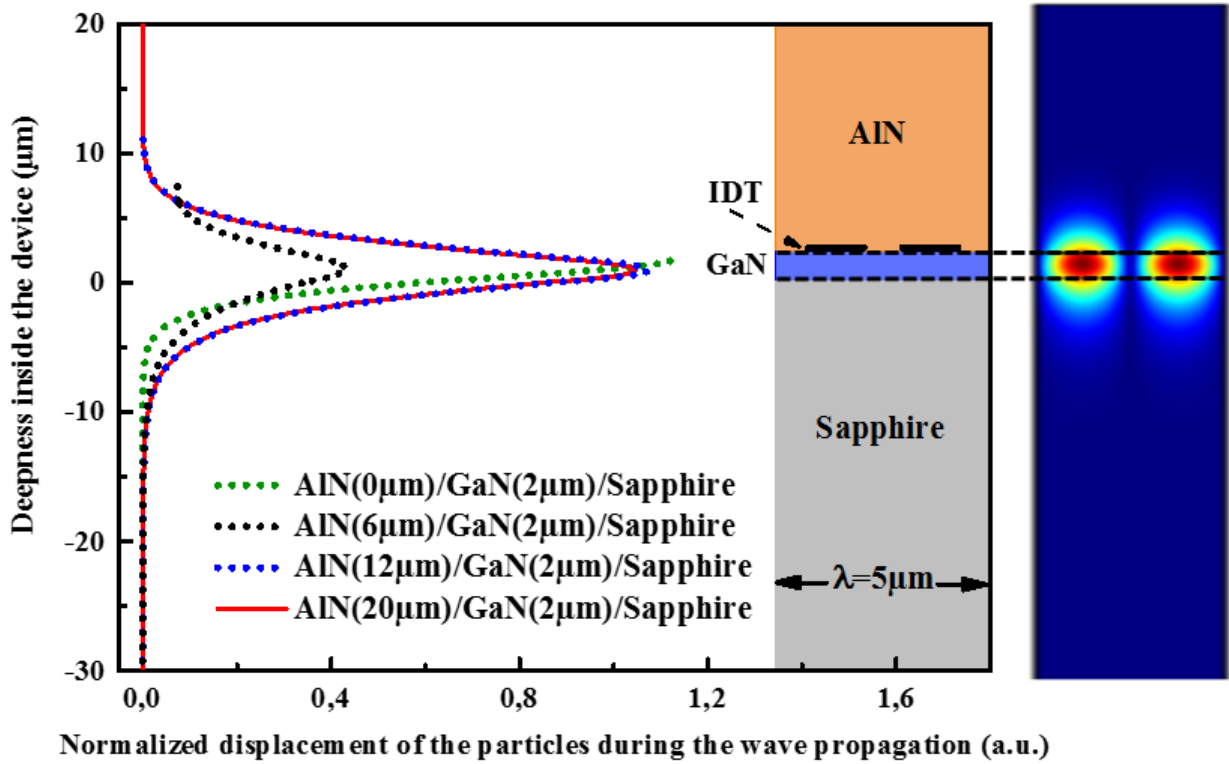 20
10
0
-10
-20
-30
Deepness inside the device (µm)
0,0
0,4
0,8
1,2
1,6
Normalized displacement of the particles during the wave propagation (a.u.)
AlN(0µm)/GaN(2µm)/Sapphire
AlN(6µm)/GaN(2µm)/Sapphire
AlN(12µm)/GaN(2µm)/Sapphire
AlN(20µm)/GaN(2µm)/Sapphire
AlN
IDT
GaN
Sapphire
λ=5µm